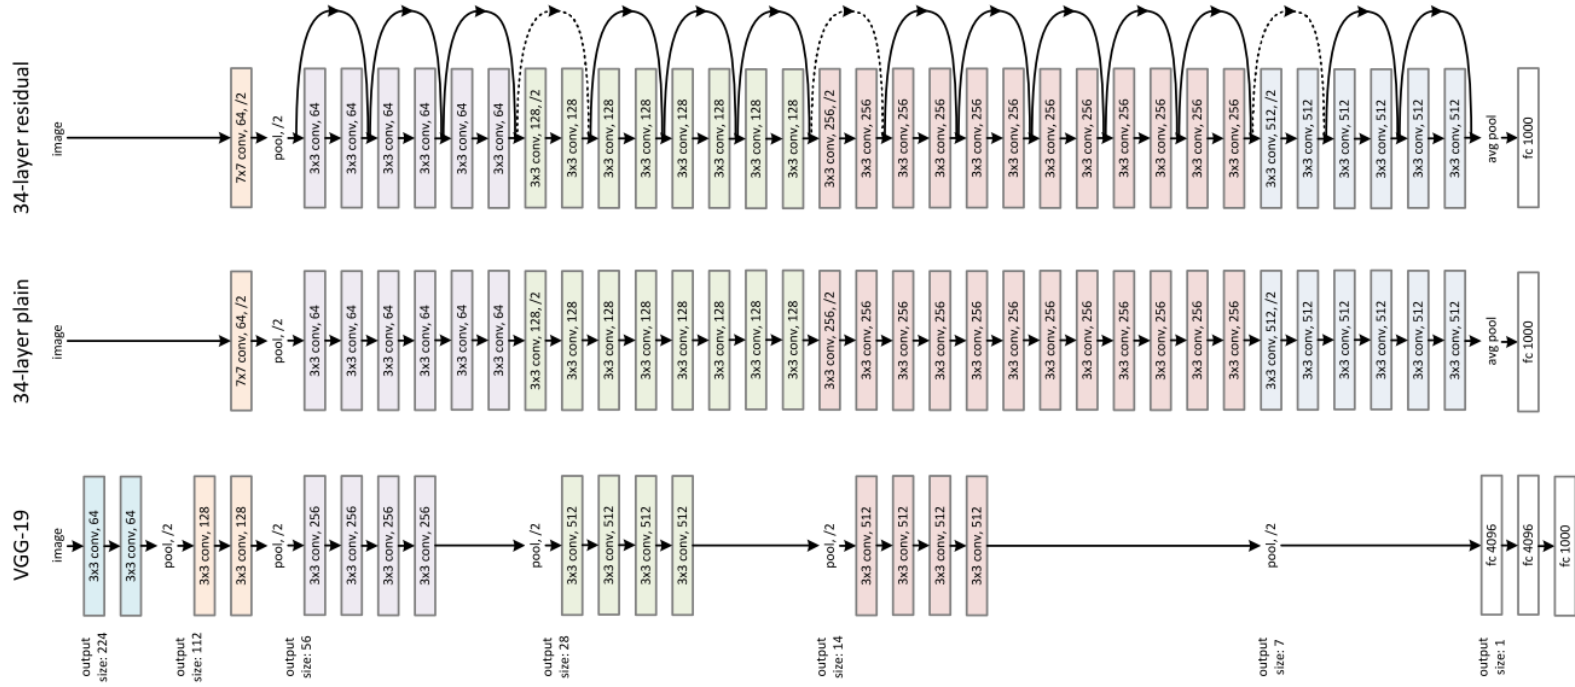 34-layer residual
image
7x7 conv, 64, /2
pool, /2
3x3 conv, 64
3x3 conv, 64
3x3 conv, 64
3x3 conv, 64
3x3 conv, 64
3x3 conv, 64
3x3 conv, 128, /2
3x3 conv, 128
3x3 conv, 128
3x3 conv, 128
3x3 conv, 128
3x3 conv, 128
3x3 conv, 128
3x3 conv, 128
3x3 conv, 256, /2
3x3 conv, 256
3x3 conv, 256
3x3 conv, 256
3x3 conv, 256
3x3 conv, 256
3x3 conv, 256
3x3 conv, 256
3x3 conv, 256
3x3 conv, 256
3x3 conv, 256
3x3 conv, 256
3x3 conv, 512, /2
3x3 conv, 512
3x3 conv, 512
3x3 conv, 512
3x3 conv, 512
3x3 conv, 512
avg pool
fc 1000
34-layer plain
image
7x7 conv, 64, /2
pool, /2
3x3 conv, 64
3x3 conv, 64
3x3 conv, 64
3x3 conv, 64
3x3 conv, 64
3x3 conv, 64
3x3 conv, 128, /2
3x3 conv, 128
3x3 conv, 128
3x3 conv, 128
3x3 conv, 128
3x3 conv, 128
3x3 conv, 128
3x3 conv, 128
3x3 conv, 256, /2
3x3 conv, 256
3x3 conv, 256
3x3 conv, 256
3x3 conv, 256
3x3 conv, 256
3x3 conv, 256
3x3 conv, 256
3x3 conv, 256
3x3 conv, 256
3x3 conv, 256
3x3 conv, 256
3x3 conv, 512, /2
3x3 conv, 512
3x3 conv, 512
3x3 conv, 512
3x3 conv, 512
3x3 conv, 512
avg pool
fc 1000
VGG-19
image
3x3 conv, 64
3x3 conv, 64
pool, /2
3x3 conv, 128
3x3 conv, 128
pool, /2
3x3 conv, 256
3x3 conv, 256
3x3 conv, 256
3x3 conv, 256
pool, /2
3x3 conv, 512
3x3 conv, 512
3x3 conv, 512
3x3 conv, 512
pool, /2
3x3 conv, 512
3x3 conv, 512
3x3 conv, 512
3x3 conv, 512
pool, /2
fc 4096
fc 4096
fc 1000
output
size: 224
output
size: 112
output
size: 56
output
size: 28
output
size: 14
output
size: 7
output
size: 1